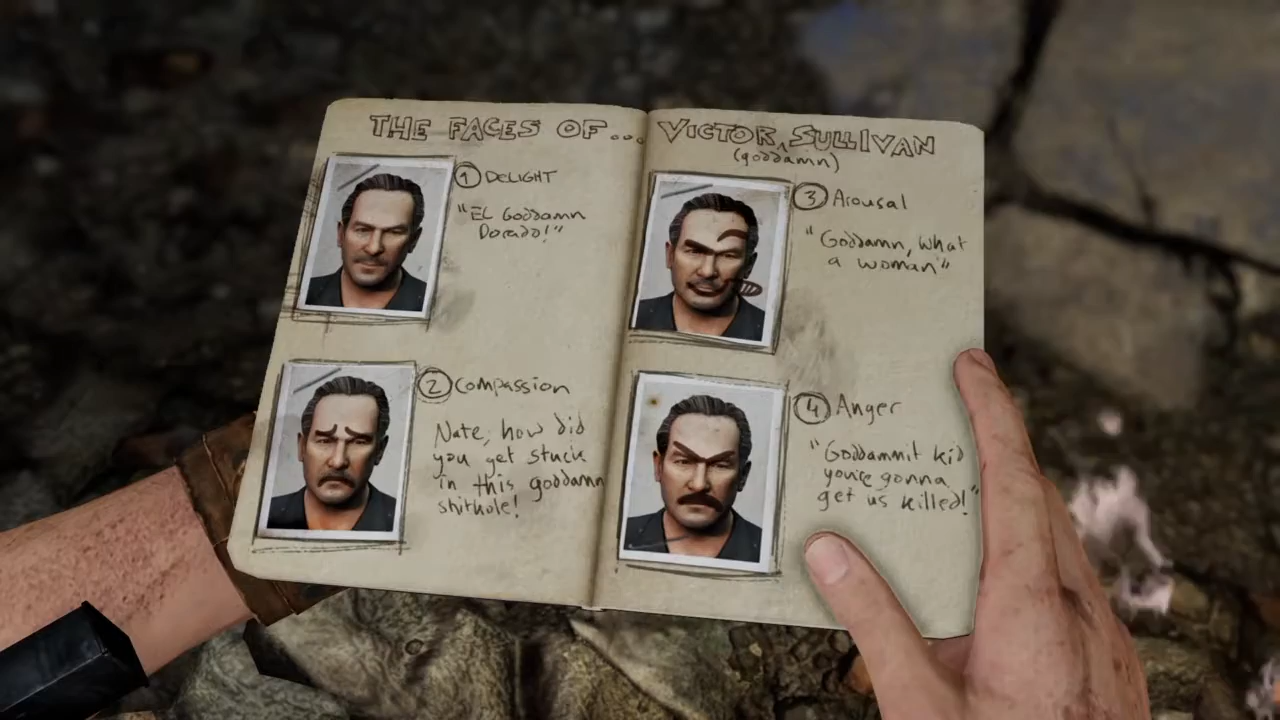 THE FACES OF... VICTOR SULLIVAN
(goddamn)
1 DELIGHT
"EL Goddamn
Dorado!"
2 Compassion
Nate, how did
you get stuck
in this goddamn
shithole!
3 Arousal
"Goddamn, what
a woman"
4 Anger
"Goddammit kid
you're gonna
get us killed!"